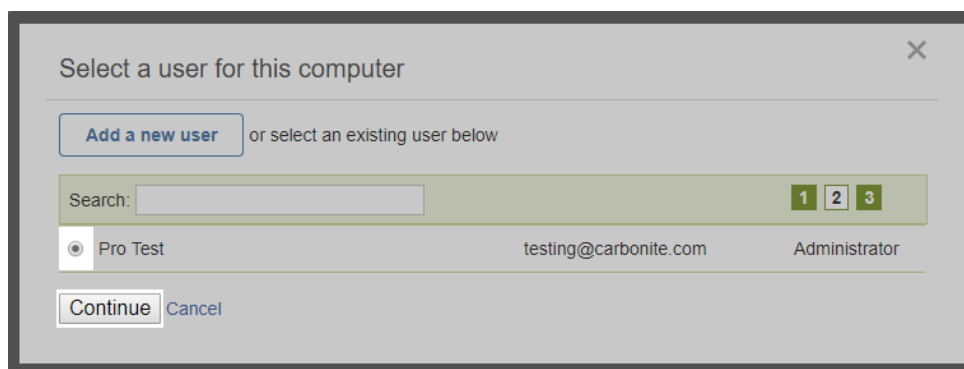 Select a user for this computer
Add a new user or select an existing user below
Search: 1 2 3
Pro Test testing@carbonite.com Administrator
Continue Cancel